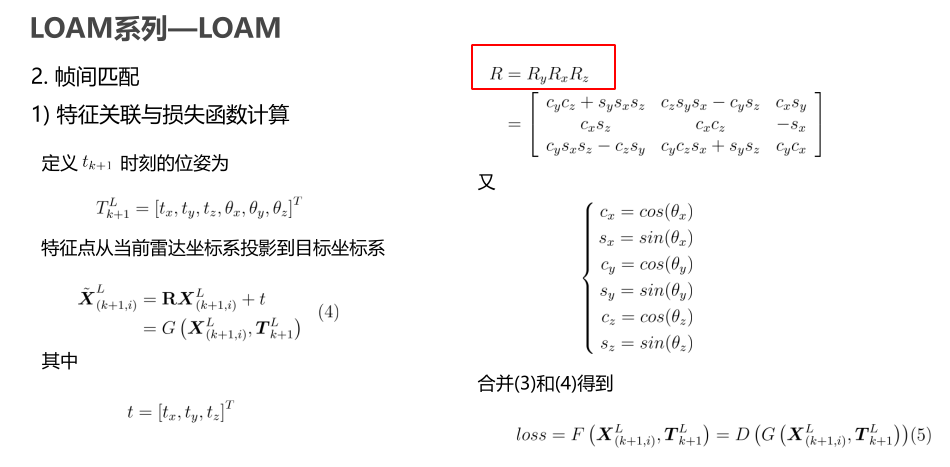 LOAM系列—LOAM
2. 帧间匹配
1) 特征关联与损失函数计算
定义 $t_{k+1}$ 时刻的位姿为
$T_{k+1}^{L} = [t_x, t_y, t_z, \theta_x, \theta_y, \theta_z]^T$
特征点从当前雷达坐标系投影到目标坐标系
$\tilde{\boldsymbol{X}}_{(k+1,i)}^{L} = \mathbf{R}\boldsymbol{X}_{(k+1,i)}^{L} + t$
$= G\left(\boldsymbol{X}_{(k+1,i)}^{L}, \boldsymbol{T}_{k+1}^{L}\right)$ (4)
其中
$t = [t_x, t_y, t_z]^T$
$R = R_y R_x R_z$
$= \begin{bmatrix} c_y c_z + s_y s_x s_z & c_z s_y s_x - c_y s_z & c_x s_y \\ c_x s_z & c_x c_z & -s_x \\ c_y s_x s_z - c_z s_y & c_y c_z s_x + s_y s_z & c_y c_x \end{bmatrix}$
又
$c_x = cos(\theta_x)$
$s_x = sin(\theta_x)$
$c_y = cos(\theta_y)$
$s_y = sin(\theta_y)$
$c_z = cos(\theta_z)$
$s_z = sin(\theta_z)$
合并(3)和(4)得到
$loss = F\left(\boldsymbol{X}_{(k+1,i)}^{L}, \boldsymbol{T}_{k+1}^{L}\right) = D\left(G\left(\boldsymbol{X}_{(k+1,i)}^{L}, \boldsymbol{T}_{k+1}^{L}\right)\right)$(5)